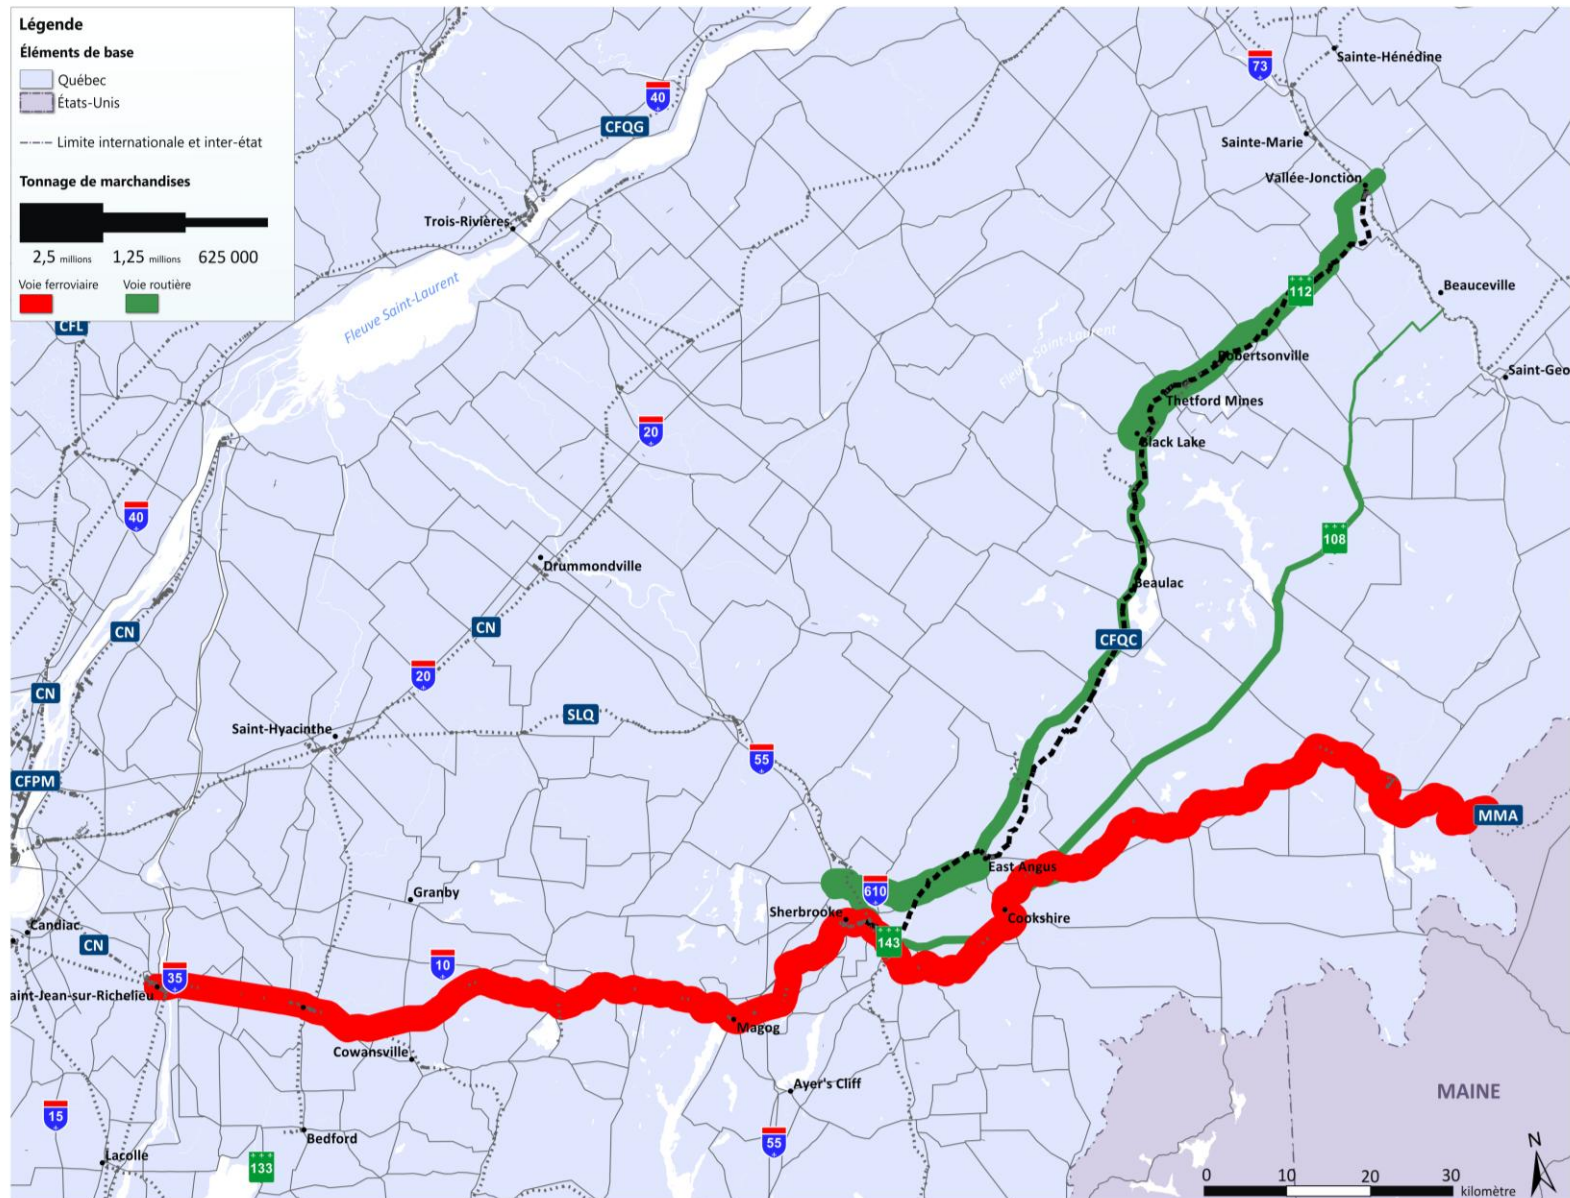 Légende
Éléments de base
Québec
États-Unis
Limite internationale et inter-état
Tonnage de marchandises
2,5 millions 1,25 millions 625 000
Voie ferroviaire Voie routière
CFL
73
Sainte-Hénédine
40
CFQG
Sainte-Marie
Vallée-Jonction
Trois-Rivières
Fleuve Saint-Laurent
112
Beauceville
Fleuve Saint-Laurent
Robertsonville
Saint-Geo
Thetford Mines
20
Black Lake
40
108
Drummondville
Beaulac
CN
CN
CFQC
20
CN
SLQ
Saint-Hyacinthe
55
CFPM
MMA
East Angus
610
Granby
Sherbrooke
Cookshire
Candiac
CN
143
10
35
aint-Jean-sur-Richelieu
Magog
Cowansville
Ayer's Cliff
MAINE
15
Bedford
55
Lacolle
133
N
0 10 20 30
kilomètre